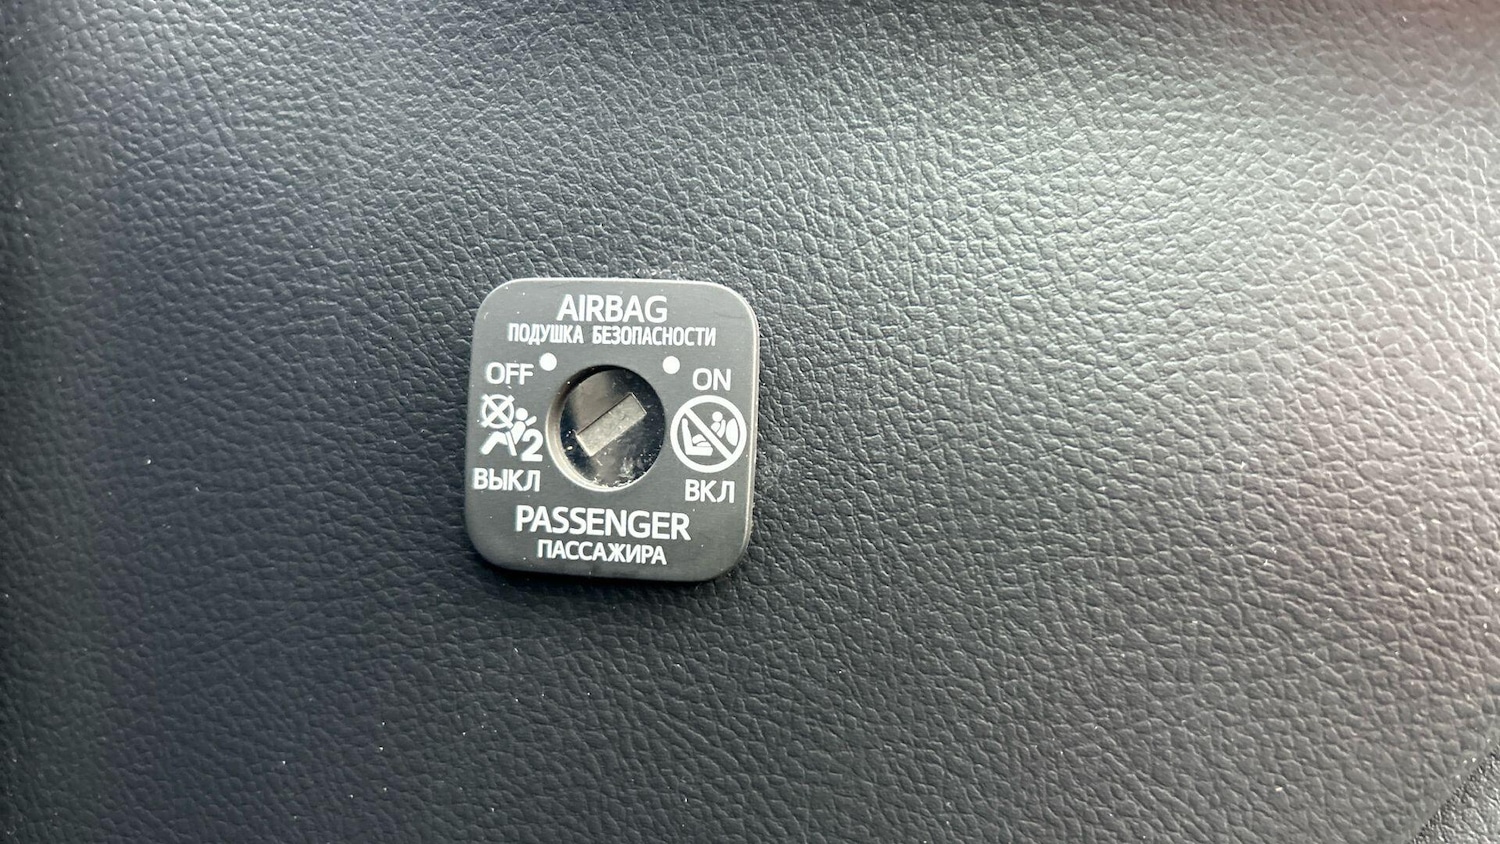 AIRBAG
ПОДУШКА БЕЗОПАСНОСТИ
OFF
ON
2
ВЫКЛ
ВКЛ
PASSENGER
ПАССАЖИРА